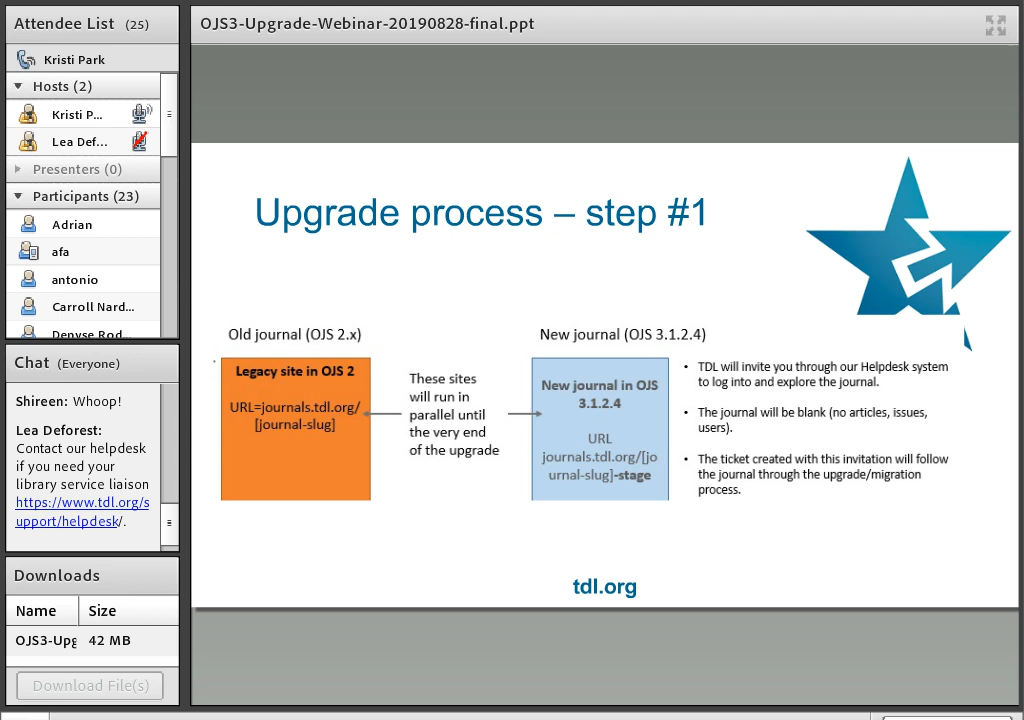 Attendee List (25)
Kristi Park
Hosts (2)
Kristi P...
Lea Def...
Presenters (0)
Participants (23)
Adrian
afa
antonio
Carroll Nard...
Denyse Rod...
Chat (Everyone)
Shireen: Whoop!
Lea Deforest:
Contact our helpdesk
if you need your
library service liaison
https://www.tdl.org/s
upport/helpdesk/.
Downloads
Name Size
OJS3-Upg 42 MB
Download File(s)
OJS3-Upgrade-Webinar-20190828-final.ppt
Upgrade process – step #1
Old journal (OJS 2.x)
Legacy site in OJS 2
URL=journals.tdl.org/
[journal-slug]
These sites
will run in
parallel until
the very end
of the upgrade
New journal (OJS 3.1.2.4)
New journal in OJS
3.1.2.4
URL
journals.tdl.org/[jo
urnal-slug]-stage
• TDL will invite you through our Helpdesk system
to log into and explore the journal.
• The journal will be blank (no articles, issues,
users).
• The ticket created with this invitation will follow
the journal through the upgrade/migration
process.
tdl.org